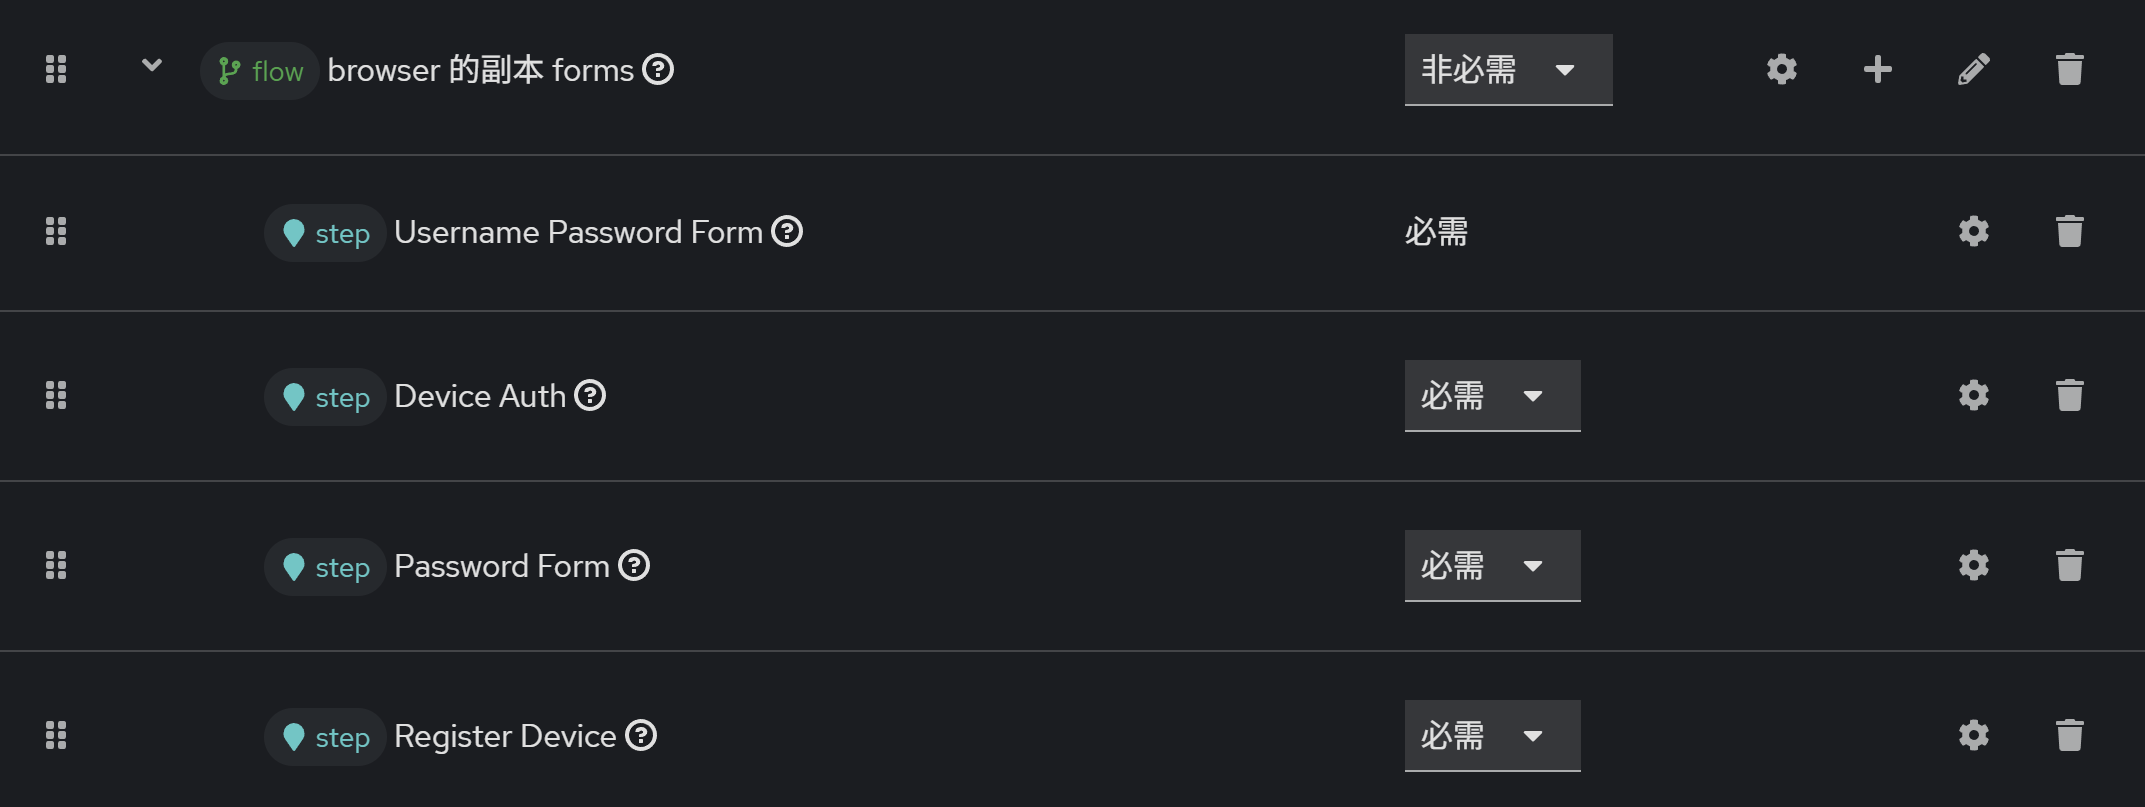 flow browser 的副本 forms 非必需
step Username Password Form 必需
step Device Auth 必需
step Password Form 必需
step Register Device 必需